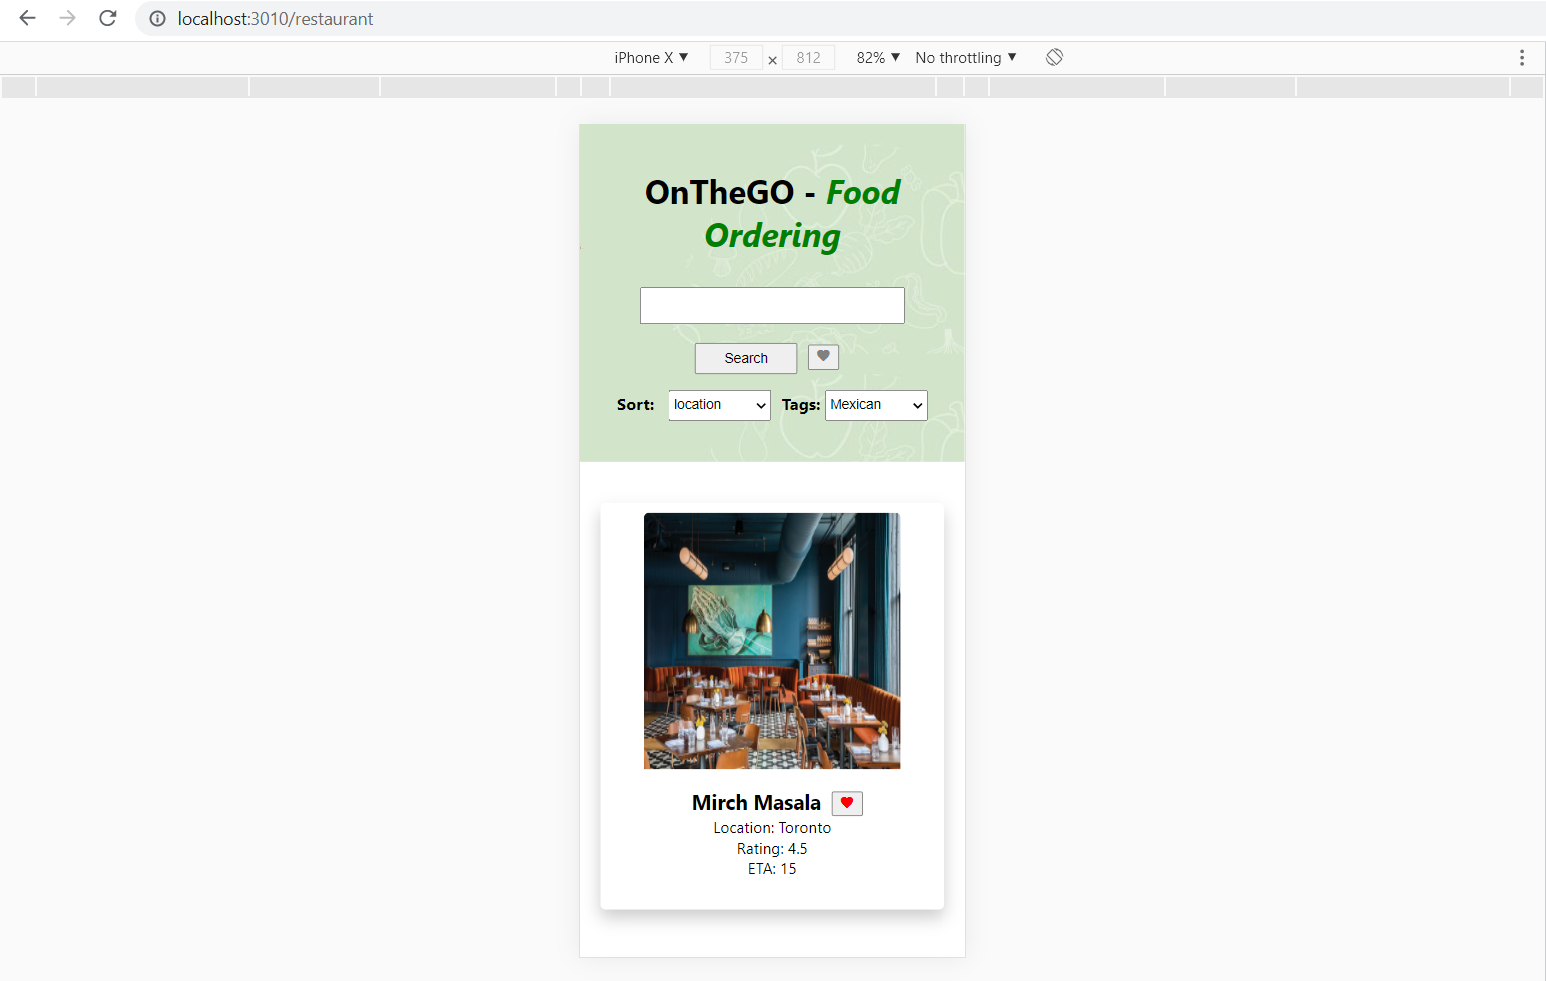 localhost:3010/restaurant
iPhone X ▼ 375 × 812 82% ▼ No throttling ▼
OnTheGO - Food
Ordering
Search
Sort: location Tags: Mexican
Mirch Masala
Location: Toronto
Rating: 4.5
ETA: 15